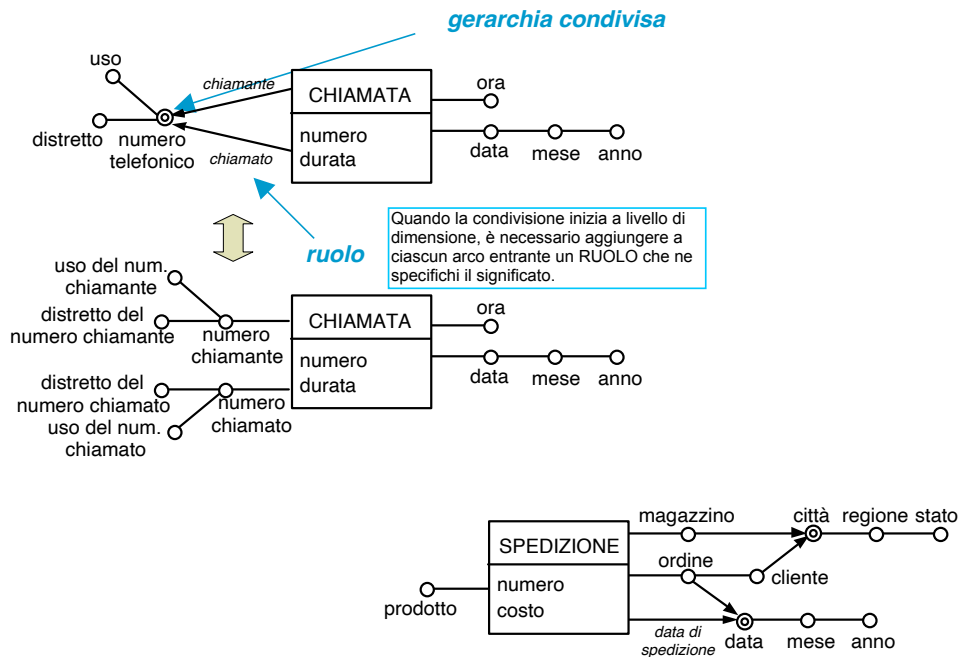 gerarchia condivisa
uso
chiamante
CHIAMATA
ora
distretto
numero
telefonico
chiamato
numero
durata
data
mese
anno
ruolo
Quando la condivisione inizia a livello di
dimensione, è necessario aggiungere a
ciascun arco entrante un RUOLO che ne
specifichi il significato.
uso del num.
chiamante
distretto del
numero chiamante
numero
chiamante
CHIAMATA
ora
numero
durata
data
mese
anno
distretto del
numero chiamato
numero
chiamato
uso del num.
chiamato
magazzino
città
regione
stato
SPEDIZIONE
ordine
cliente
numero
costo
prodotto
data di
spedizione
data
mese
anno